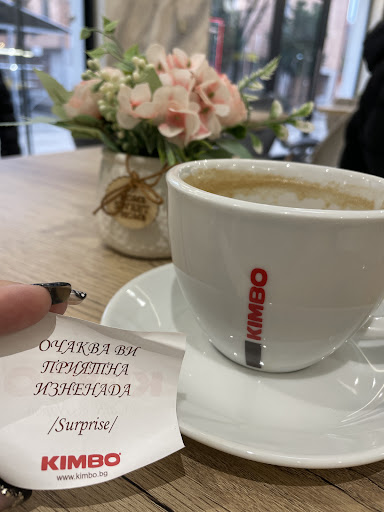 KIMBO
ОЧАКВА ВИ
ПРИЯТНА
ИЗНЕНАДА
/Surprise/
KIMBO®
www.kimbo.bg